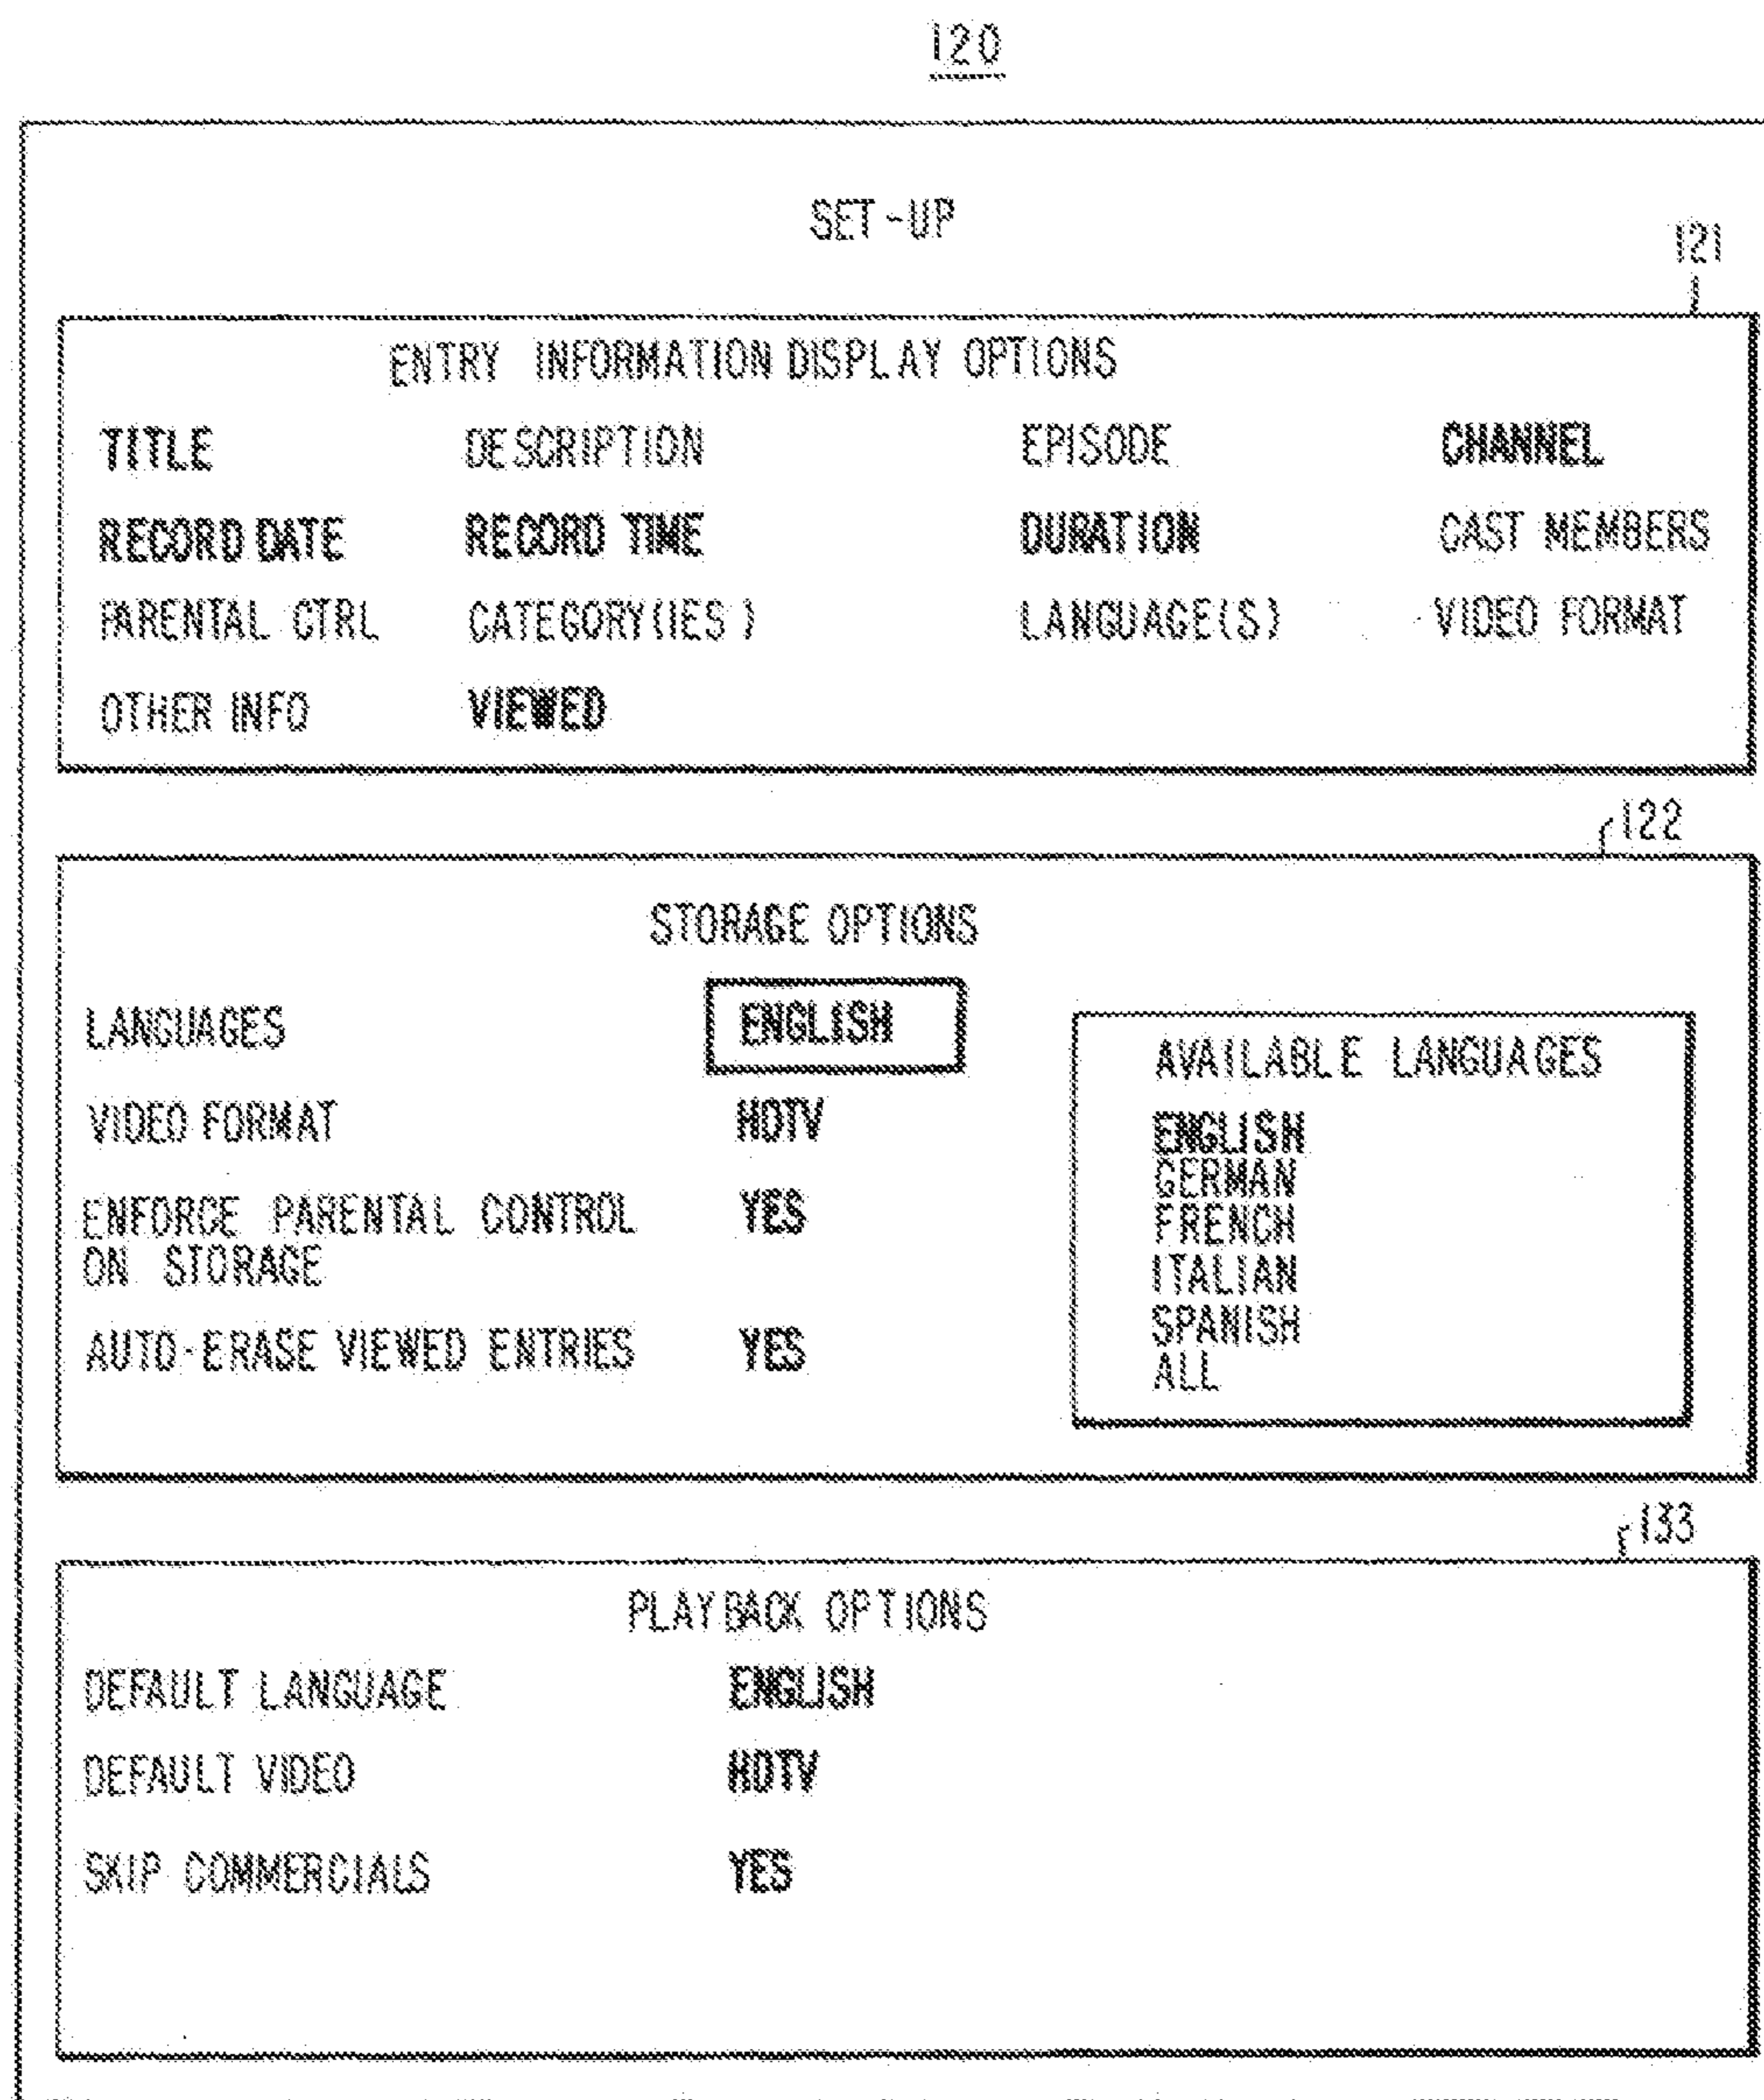 120
SET-UP
121
ENTRY INFORMATION DISPLAY OPTIONS
TITLE DESCRIPTION EPISODE CHANNEL
RECORD DATE RECORD TIME DURATION CAST MEMBERS
PARENTAL CTRL CATEGORY(IES) LANGUAGE(S) VIDEO FORMAT
OTHER INFO VIEWED
122
STORAGE OPTIONS
LANGUAGES ENGLISH
VIDEO FORMAT HDTV
ENFORCE PARENTAL CONTROL YES
ON STORAGE
AUTO-ERASE VIEWED ENTRIES YES
AVAILABLE LANGUAGES
ENGLISH
GERMAN
FRENCH
ITALIAN
SPANISH
ALL
133
PLAYBACK OPTIONS
DEFAULT LANGUAGE ENGLISH
DEFAULT VIDEO HDTV
SKIP COMMERCIALS YES